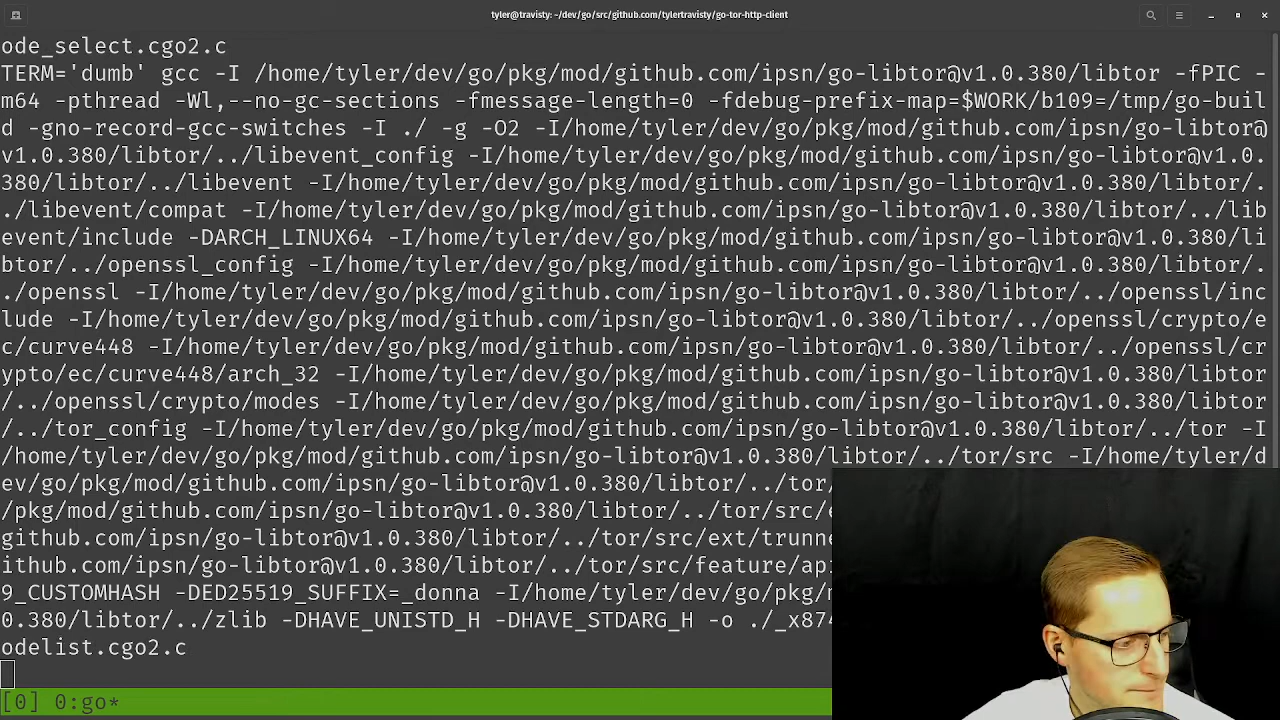 tyler@travisty: ~/dev/go/src/github.com/tylertravisty/go-tor-http-client
ode_select.cgo2.c
TERM='dumb' gcc -I /home/tyler/dev/go/pkg/mod/github.com/ipsn/go-libtor@v1.0.380/libtor -fPIC -
m64 -pthread -Wl,--no-gc-sections -fmessage-length=0 -fdebug-prefix-map=$WORK/b109=/tmp/go-buil
d -gno-record-gcc-switches -I ./ -g -O2 -I/home/tyler/dev/go/pkg/mod/github.com/ipsn/go-libtor@
v1.0.380/libtor/../libevent_config -I/home/tyler/dev/go/pkg/mod/github.com/ipsn/go-libtor@v1.0.
380/libtor/../libevent -I/home/tyler/dev/go/pkg/mod/github.com/ipsn/go-libtor@v1.0.380/libtor/.
./libevent/compat -I/home/tyler/dev/go/pkg/mod/github.com/ipsn/go-libtor@v1.0.380/libtor/../lib
event/include -DARCH_LINUX64 -I/home/tyler/dev/go/pkg/mod/github.com/ipsn/go-libtor@v1.0.380/li
btor/../openssl_config -I/home/tyler/dev/go/pkg/mod/github.com/ipsn/go-libtor@v1.0.380/libtor/.
./openssl -I/home/tyler/dev/go/pkg/mod/github.com/ipsn/go-libtor@v1.0.380/libtor/../openssl/inc
lude -I/home/tyler/dev/go/pkg/mod/github.com/ipsn/go-libtor@v1.0.380/libtor/../openssl/crypto/e
c/curve448 -I/home/tyler/dev/go/pkg/mod/github.com/ipsn/go-libtor@v1.0.380/libtor/../openssl/cr
ypto/ec/curve448/arch_32 -I/home/tyler/dev/go/pkg/mod/github.com/ipsn/go-libtor@v1.0.380/libtor
/../openssl/crypto/modes -I/home/tyler/dev/go/pkg/mod/github.com/ipsn/go-libtor@v1.0.380/libtor
/../tor_config -I/home/tyler/dev/go/pkg/mod/github.com/ipsn/go-libtor@v1.0.380/libtor/../tor -I
/home/tyler/dev/go/pkg/mod/github.com/ipsn/go-libtor@v1.0.380/libtor/../tor/src -I/home/tyler/d
ev/go/pkg/mod/github.com/ipsn/go-libtor@v1.0.380/libtor/../tor/
/pkg/mod/github.com/ipsn/go-libtor@v1.0.380/libtor/../tor/src/e
github.com/ipsn/go-libtor@v1.0.380/libtor/../tor/src/ext/trunne
ithub.com/ipsn/go-libtor@v1.0.380/libtor/../tor/src/feature/api
9_CUSTOMHASH -DED25519_SUFFIX=_donna -I/home/tyler/dev/go/pkg/m
0.380/libtor/../zlib -DHAVE_UNISTD_H -DHAVE_STDARG_H -o ./_x874
odelist.cgo2.c
[0] 0:go*